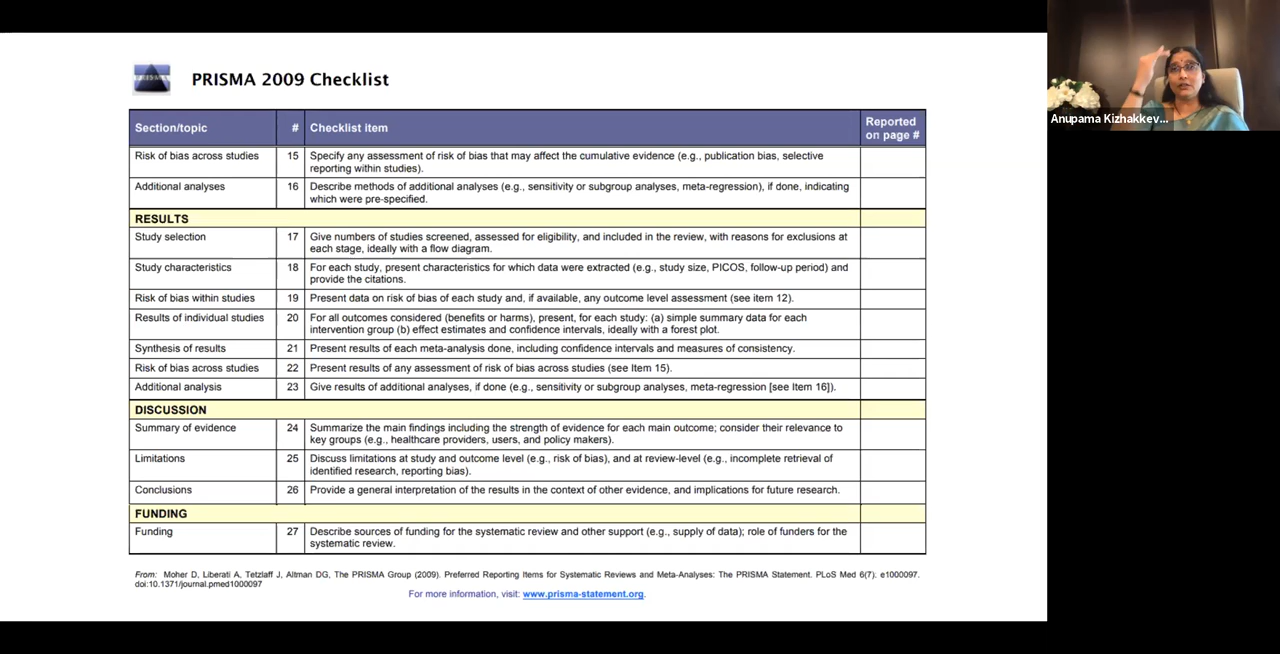 PRISMA 2009 Checklist
Section/topic # Checklist item Reported
on page #
Risk of bias across studies 15 Specify any assessment of risk of bias that may affect the cumulative evidence (e.g., publication bias, selective
reporting within studies).
Additional analyses 16 Describe methods of additional analyses (e.g., sensitivity or subgroup analyses, meta-regression), if done, indicating
which were pre-specified.
RESULTS
Study selection 17 Give numbers of studies screened, assessed for eligibility, and included in the review, with reasons for exclusions at
each stage, ideally with a flow diagram.
Study characteristics 18 For each study, present characteristics for which data were extracted (e.g., study size, PICOS, follow-up period) and
provide the citations.
Risk of bias within studies 19 Present data on risk of bias of each study and, if available, any outcome level assessment (see item 12).
Results of individual studies 20 For all outcomes considered (benefits or harms), present, for each study: (a) simple summary data for each
intervention group (b) effect estimates and confidence intervals, ideally with a forest plot.
Synthesis of results 21 Present results of each meta-analysis done, including confidence intervals and measures of consistency.
Risk of bias across studies 22 Present results of any assessment of risk of bias across studies (see Item 15).
Additional analysis 23 Give results of additional analyses, if done (e.g., sensitivity or subgroup analyses, meta-regression [see Item 16]).
DISCUSSION
Summary of evidence 24 Summarize the main findings including the strength of evidence for each main outcome; consider their relevance to
key groups (e.g., healthcare providers, users, and policy makers).
Limitations 25 Discuss limitations at study and outcome level (e.g., risk of bias), and at review-level (e.g., incomplete retrieval of
identified research, reporting bias).
Conclusions 26 Provide a general interpretation of the results in the context of other evidence, and implications for future research.
FUNDING
Funding 27 Describe sources of funding for the systematic review and other support (e.g., supply of data); role of funders for the
systematic review.
From: Moher D, Liberati A, Tetzlaff J, Altman DG, The PRISMA Group (2009). Preferred Reporting Items for Systematic Reviews and Meta-Analyses: The PRISMA Statement. PLoS Med 6(7): e1000097.
doi:10.1371/journal.pmed1000097
For more information, visit: www.prisma-statement.org.
Anupama Kizhakkev...